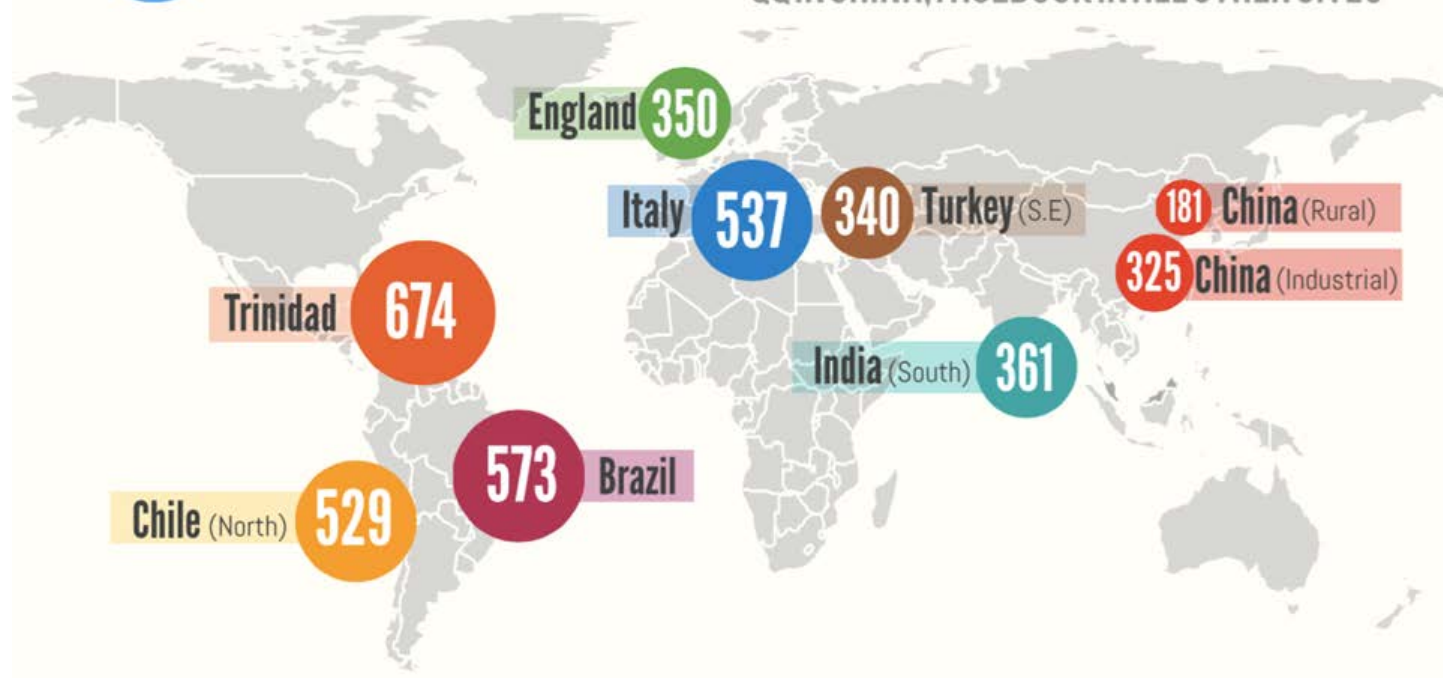 England 350
Italy 537
340 Turkey (S.E)
181 China (Rural)
325 China (Industrial)
Trinidad 674
India (South) 361
573 Brazil
Chile (North) 529